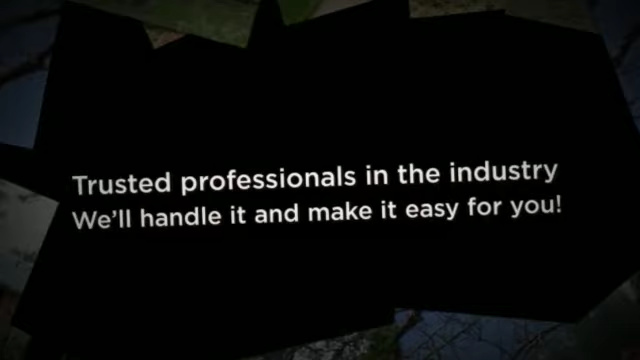 Trusted professionals in the industry
We'll handle it and make it easy for you!